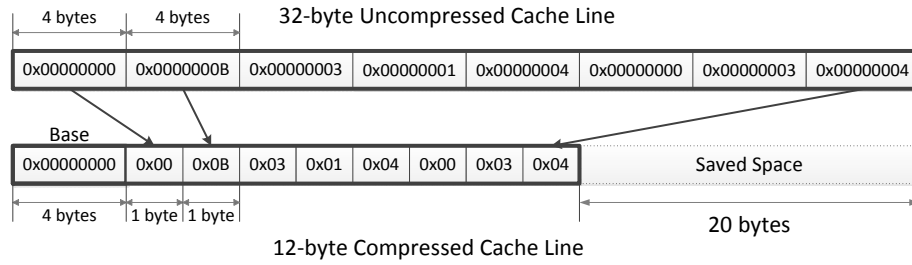 32-byte Uncompressed Cache Line
4 bytes 4 bytes
0x00000000 0x0000000B 0x00000003 0x00000001 0x00000004 0x00000000 0x00000003 0x00000004
Base
0x00000000 0x00 0x0B 0x03 0x01 0x04 0x00 0x03 0x04 Saved Space
4 bytes 1 byte 1 byte 20 bytes
12-byte Compressed Cache Line